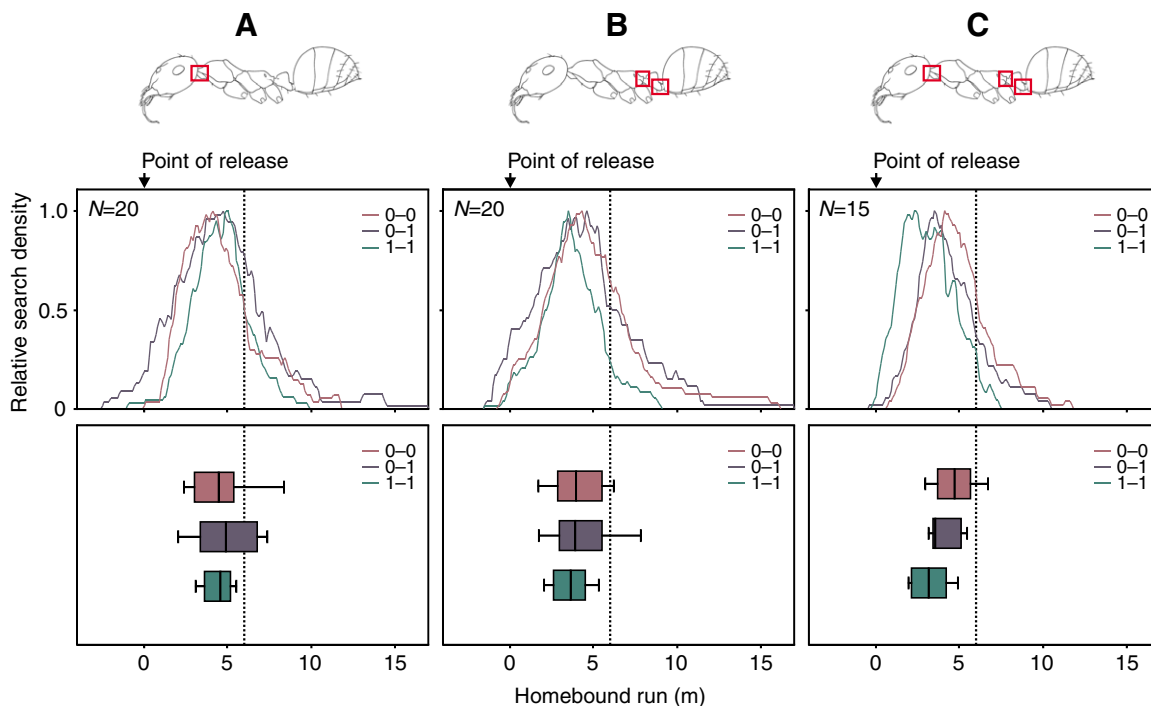 A B C
Point of release Point of release Point of release
Relative search density
1.0
0.5
0
N=20
0–0
0–1
1–1
N=20
0–0
0–1
1–1
N=15
0–0
0–1
1–1
0–0
0–1
1–1
0–0
0–1
1–1
0–0
0–1
1–1
0 5 10 15 0 5 10 15 0 5 10 15
Homebound run (m)